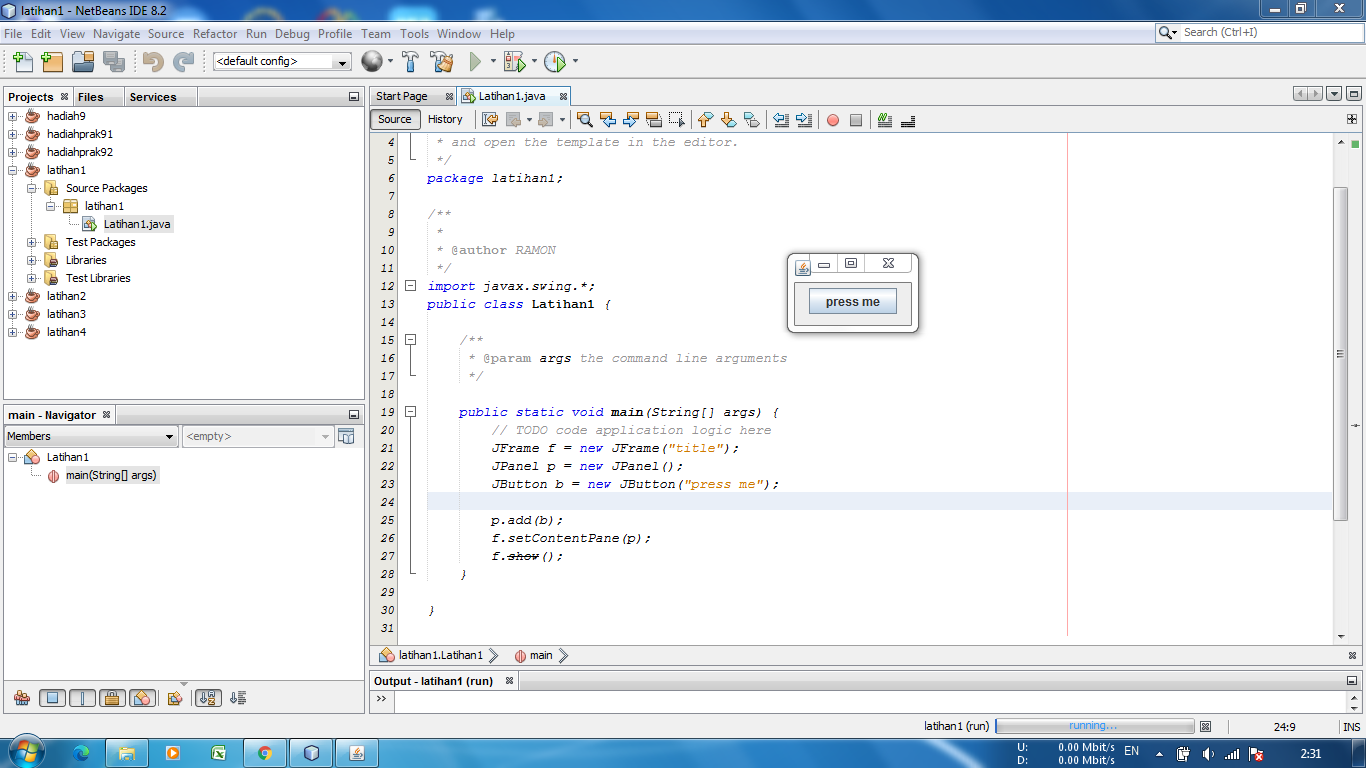 latihan1 - NetBeans IDE 8.2
File Edit View Navigate Source Refactor Run Debug Profile Team Tools Window Help
Search (Ctrl+I)
<default config>
Projects Files Services
hadiah9
hadiahprak91
hadiahprak92
latihan1
Source Packages
latihan1
Latihan1.java
Test Packages
Libraries
Test Libraries
latihan2
latihan3
latihan4
main - Navigator
Members
<empty>
Latihan1
main(String[] args)
Start Page Latihan1.java
Source History
4 * and open the template in the editor.
5 */
6 package latihan1;
7
8 /**
9 *
10 * @author RAMON
11 */
12 import javax.swing.*;
13 public class Latihan1 {
14
15 /**
16 * @param args the command line arguments
17 */
18
19 public static void main(String[] args) {
20 // TODO code application logic here
21 JFrame f = new JFrame("title");
22 JPanel p = new JPanel();
23 JButton b = new JButton("press me");
24
25 p.add(b);
26 f.setContentPane(p);
27 f.show();
28 }
29
30 }
31
press me
latihan1.Latihan1 main
Output - latihan1 (run)
>>
latihan1 (run) running... 24:9 INS
U: 0.00 Mbit/s
D: 0.00 Mbit/s
EN
2:31